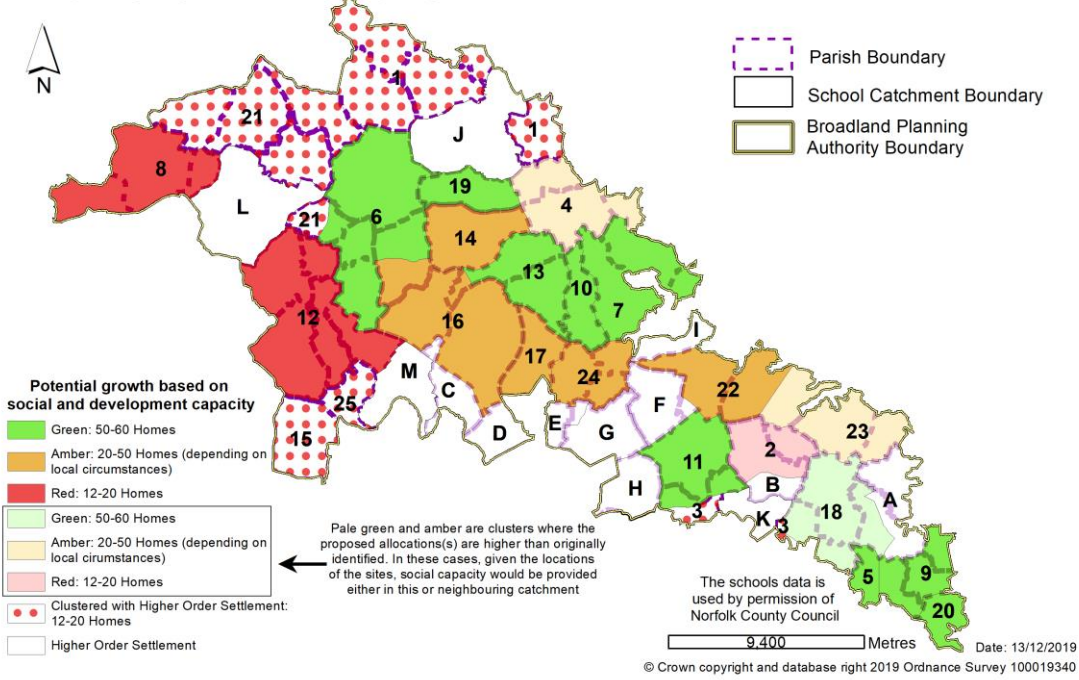 N
Parish Boundary
School Catchment Boundary
Broadland Planning
Authority Boundary
1
21
J
1
8
19
L
4
6
21
14
13
10
7
12
16
I
17
M
24
22
C
F
25
E
23
15
D
G
2
11
H
B
A
3
K
3
18
5
9
20
Potential growth based on
social and development capacity
Green: 50-60 Homes
Amber: 20-50 Homes (depending on
local circumstances)
Red: 12-20 Homes
Green: 50-60 Homes
Amber: 20-50 Homes (depending on
local circumstances)
Red: 12-20 Homes
Clustered with Higher Order Settlement:
12-20 Homes
Higher Order Settlement
Pale green and amber are clusters where the
proposed allocations(s) are higher than originally
identified. In these cases, given the locations
of the sites, social capacity would be provided
either in this or neighbouring catchment
The schools data is
used by permission of
Norfolk County Council
9,400 Metres
Date: 13/12/2019
© Crown copyright and database right 2019 Ordnance Survey 100019340